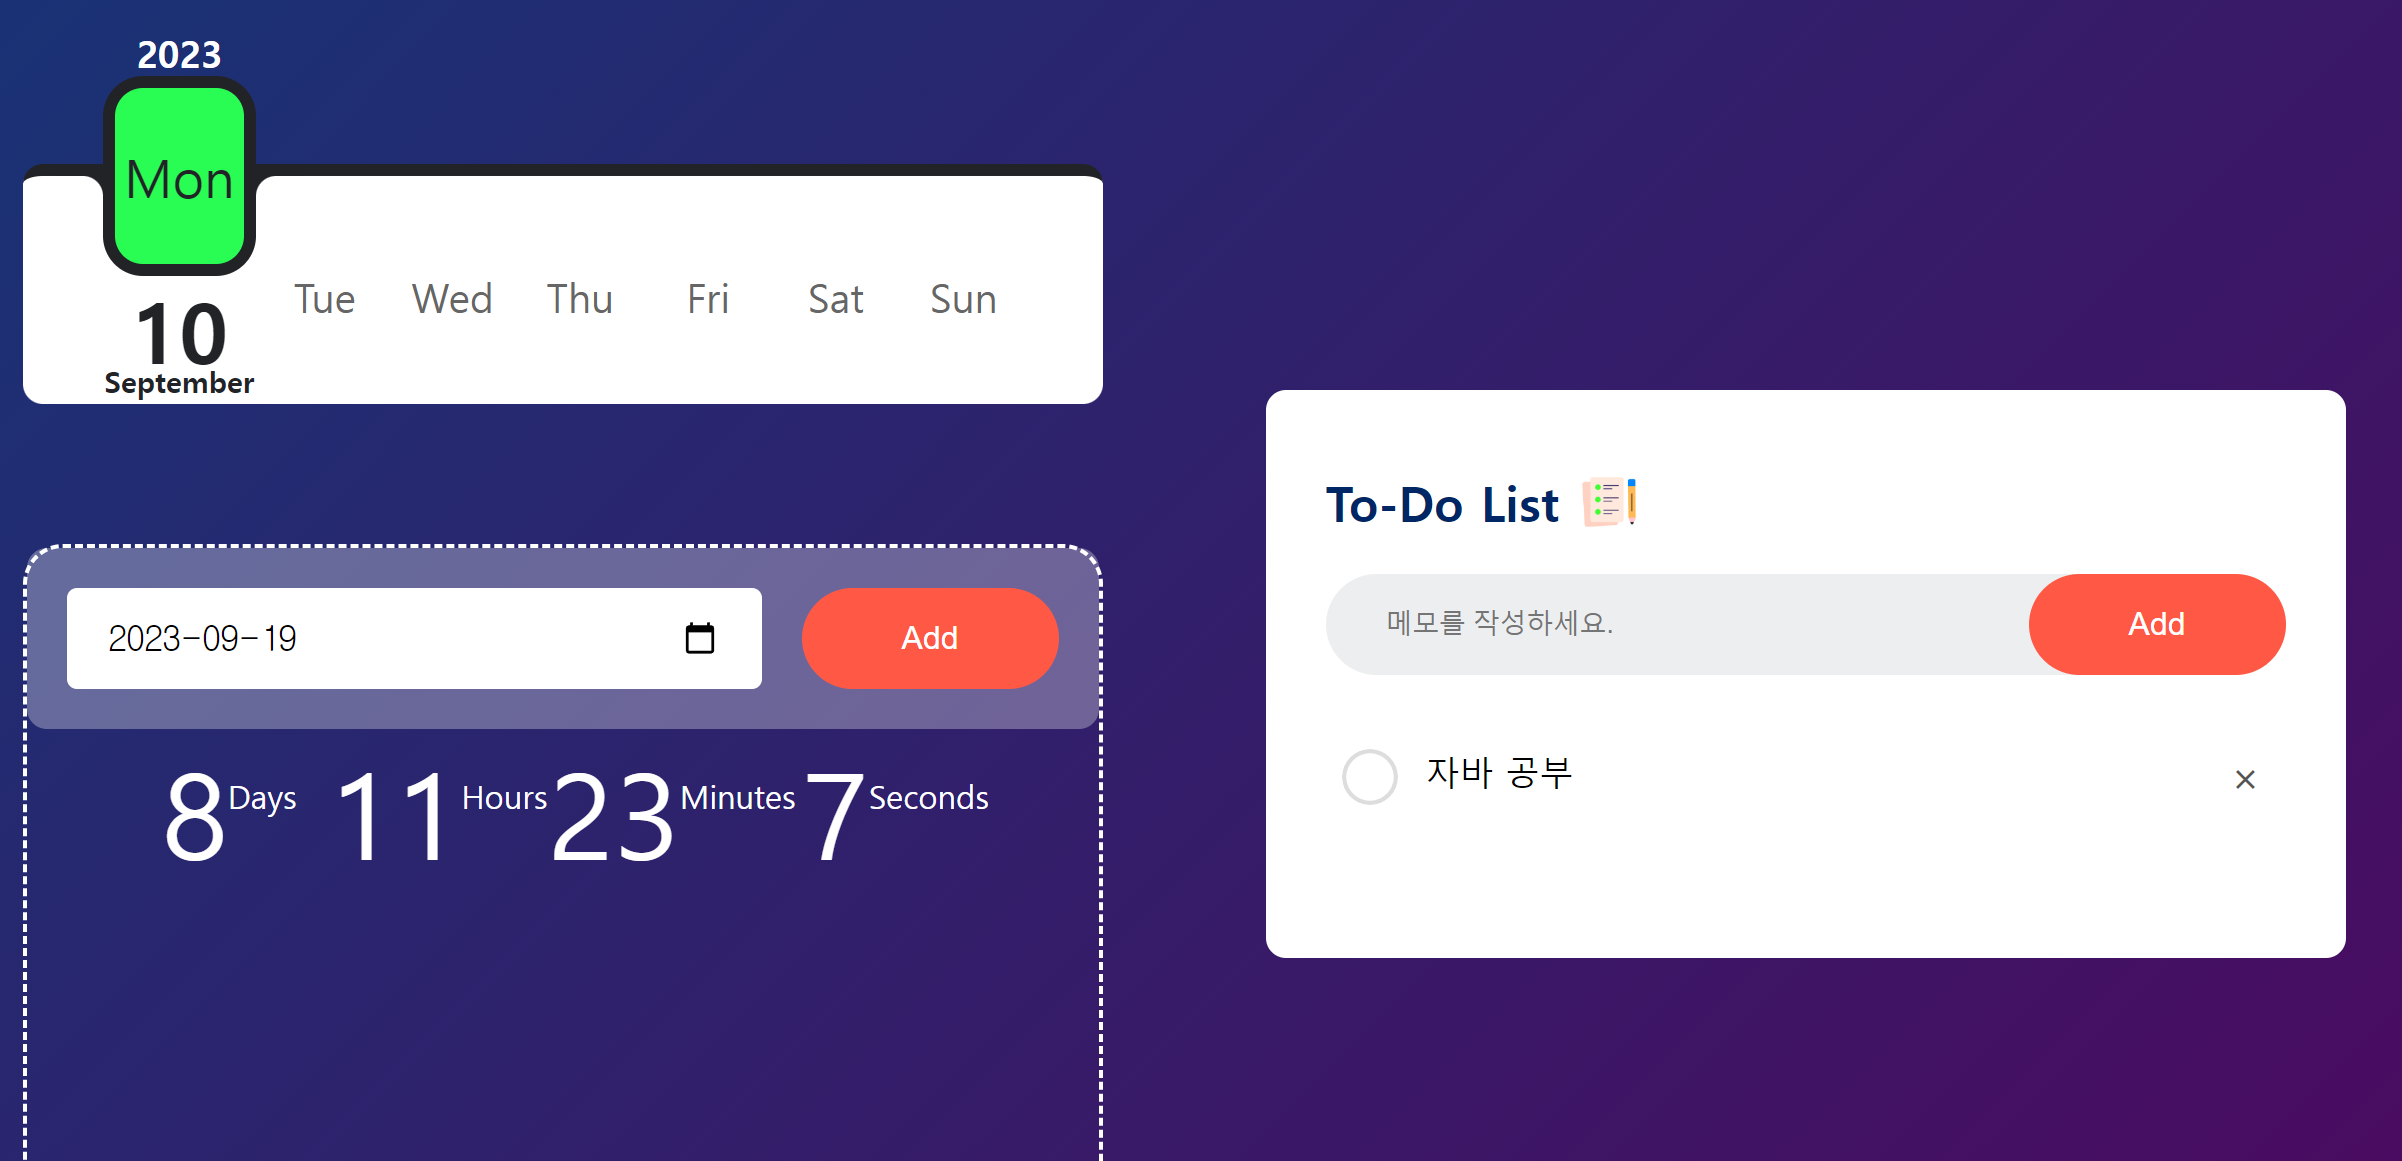 2023
Mon
Tue Wed Thu Fri Sat Sun
10
September
2023-09-19 Add
8 Days 11 Hours 23 Minutes 7 Seconds
To-Do List
메모를 작성하세요. Add
자바 공부 ×